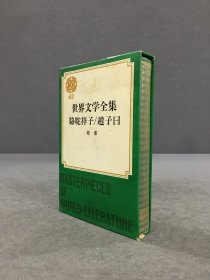 62
世界文学全集
駱駝祥子/趙子曰
老 舍
MASTERPIECES
OF
WORLD LITERATURE